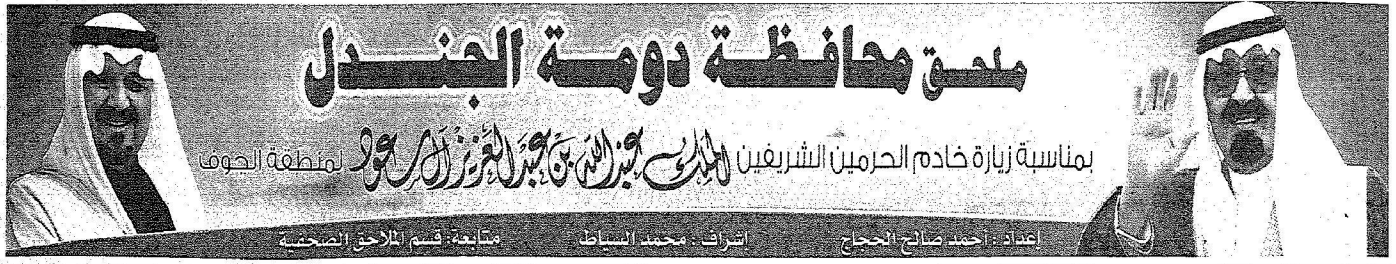 ملحق محافظة دومة الجندل
بمناسبة زيارة خادم الحرمين الشريفين الملك عبدالله بن عبدالعزيز آل سعود لمنطقة الجوف
إعداد : أحمد صالح الحجاج إشراف : محمد السياط متابعة: قسم الملاحق الصحفية